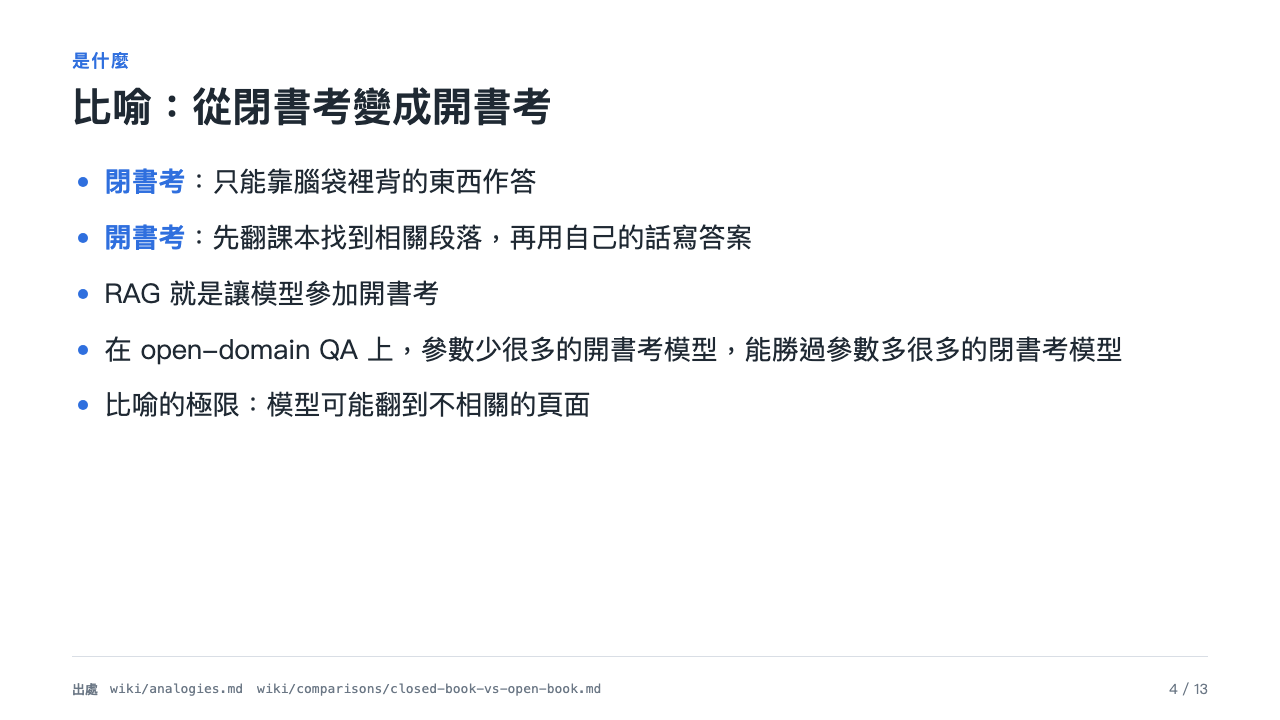 是什麼
比喻：從閉書考變成開書考
• 閉書考：只能靠腦袋裡背的東西作答
• 開書考：先翻課本找到相關段落，再用自己的話寫答案
• RAG 就是讓模型參加開書考
• 在 open-domain QA 上，參數少很多的開書考模型，能勝過參數多很多的閉書考模型
• 比喻的極限：模型可能翻到不相關的頁面
出處 wiki/analogies.md wiki/comparisons/closed-book-vs-open-book.md
4 / 13